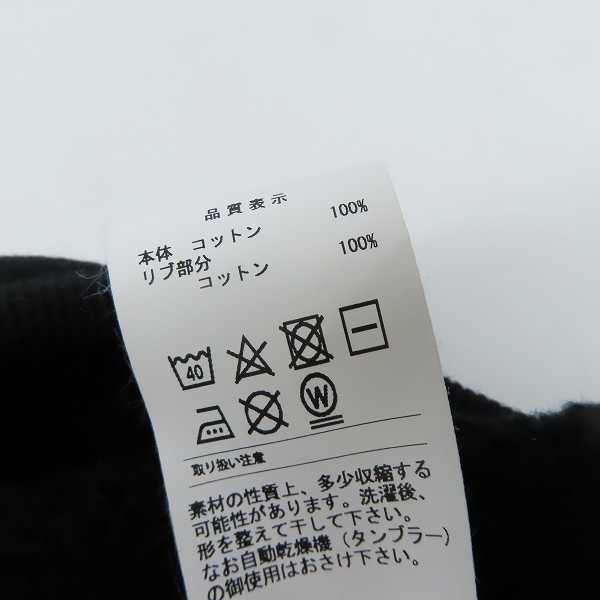 品質表示
本体 コットン 100%
リブ部分
コットン 100%
40
W
取り扱い注意
素材の性質上、多少収縮する
可能性があります。洗濯後、
形を整えて干して下さい。
なお自動乾燥機（タンブラー）
の御使用はおさけ下さい。